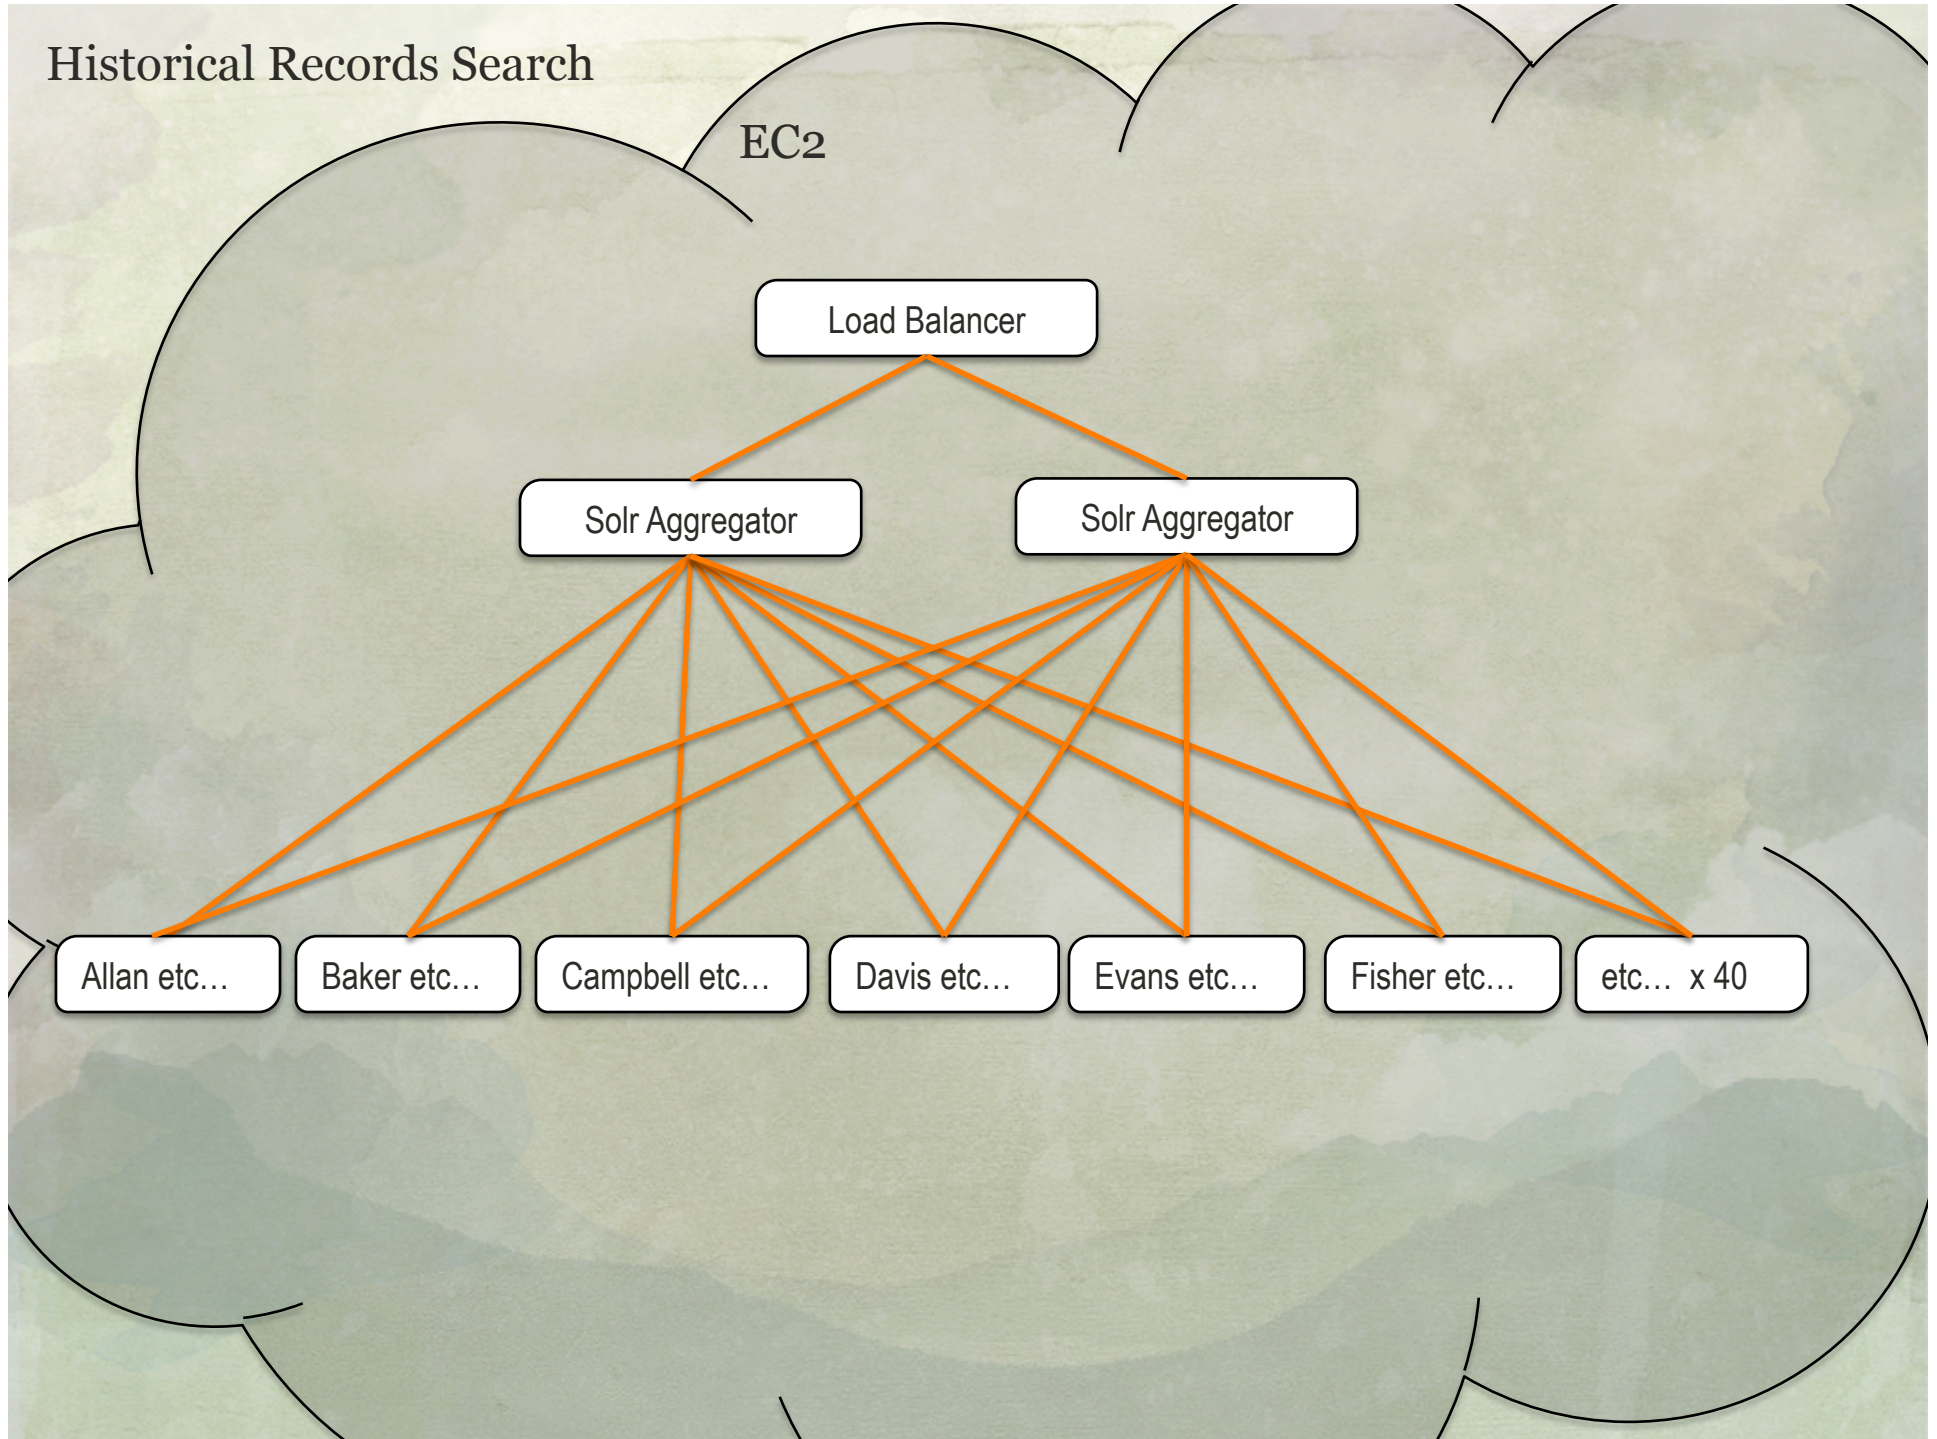 Historical Records Search
EC2
Load Balancer
Solr Aggregator
Solr Aggregator
Allan etc…
Baker etc…
Campbell etc…
Davis etc…
Evans etc…
Fisher etc…
etc… x 40